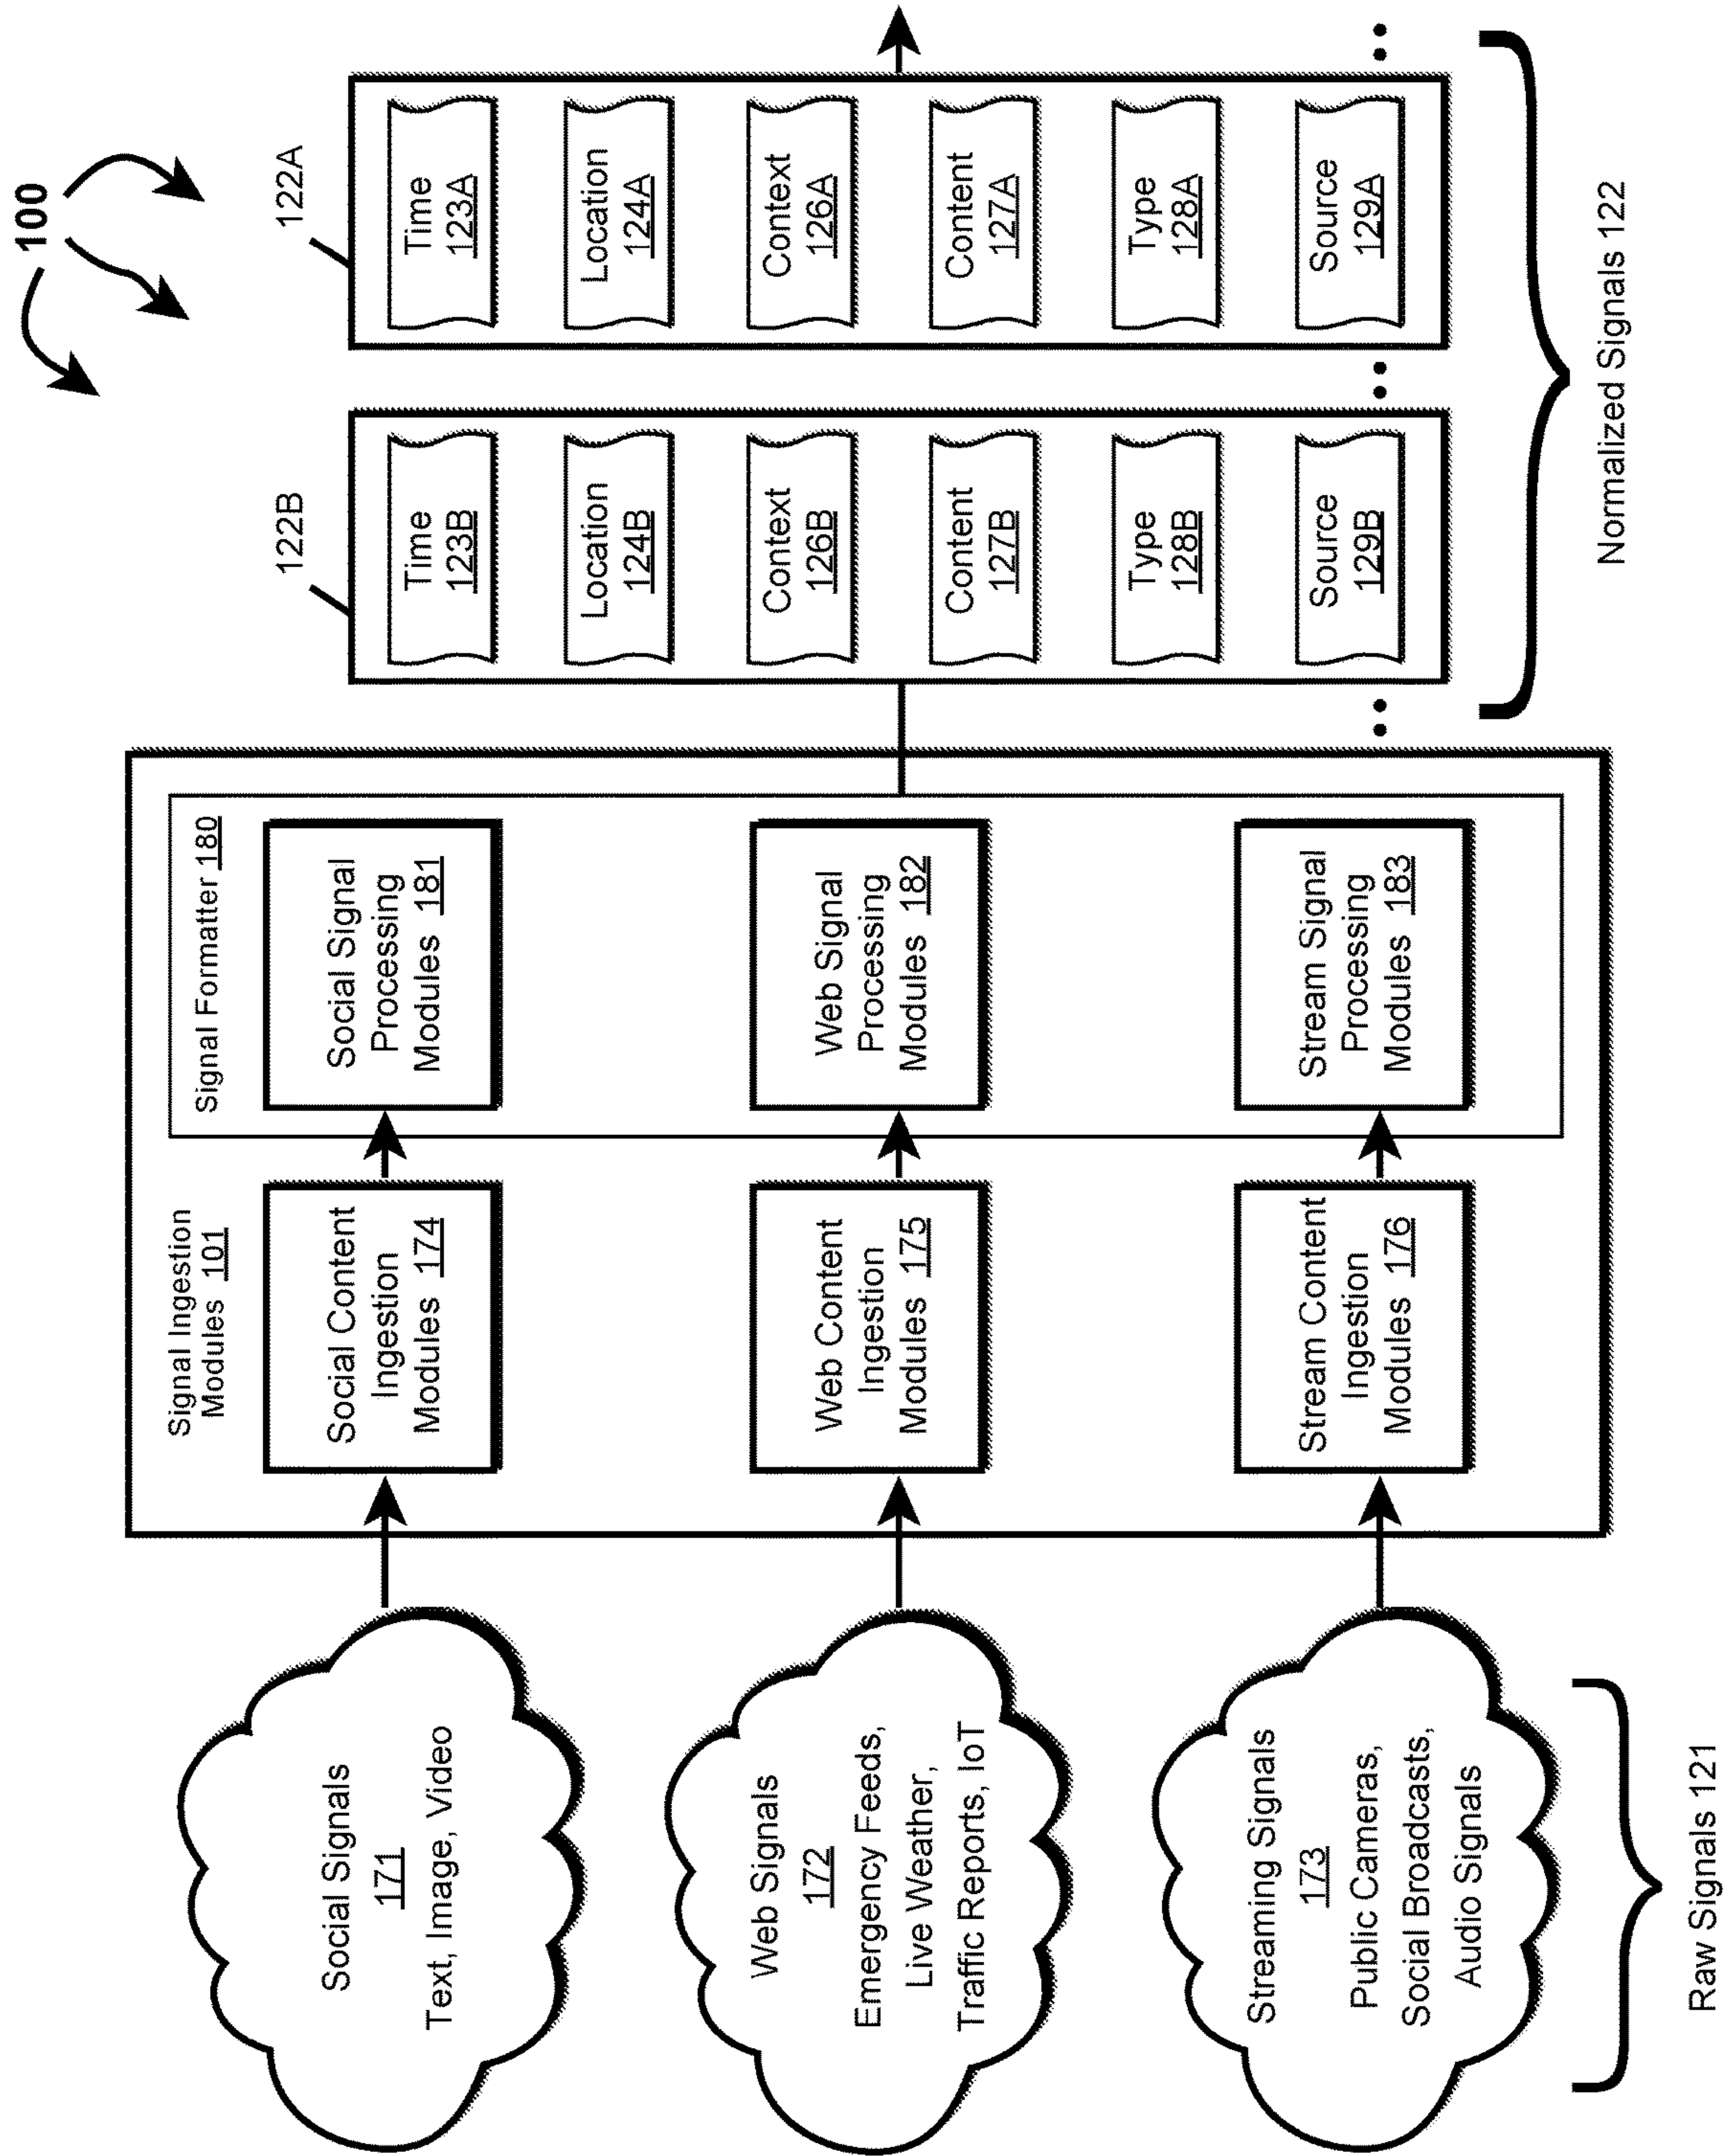 100
Social Signals
171
Text, Image, Video
Web Signals
172
Emergency Feeds,
Live Weather,
Traffic Reports, IoT
Streaming Signals
173
Public Cameras,
Social Broadcasts,
Audio Signals
Raw Signals 121
Signal Ingestion
Modules 101
Social Content
Ingestion
Modules 174
Web Content
Ingestion
Modules 175
Stream Content
Ingestion
Modules 176
Signal Formatter 180
Social Signal
Processing
Modules 181
Web Signal
Processing
Modules 182
Stream Signal
Processing
Modules 183
122B
Time
123B
Location
124B
Context
126B
Content
127B
Type
128B
Source
129B
122A
Time
123A
Location
124A
Context
126A
Content
127A
Type
128A
Source
129A
Normalized Signals 122